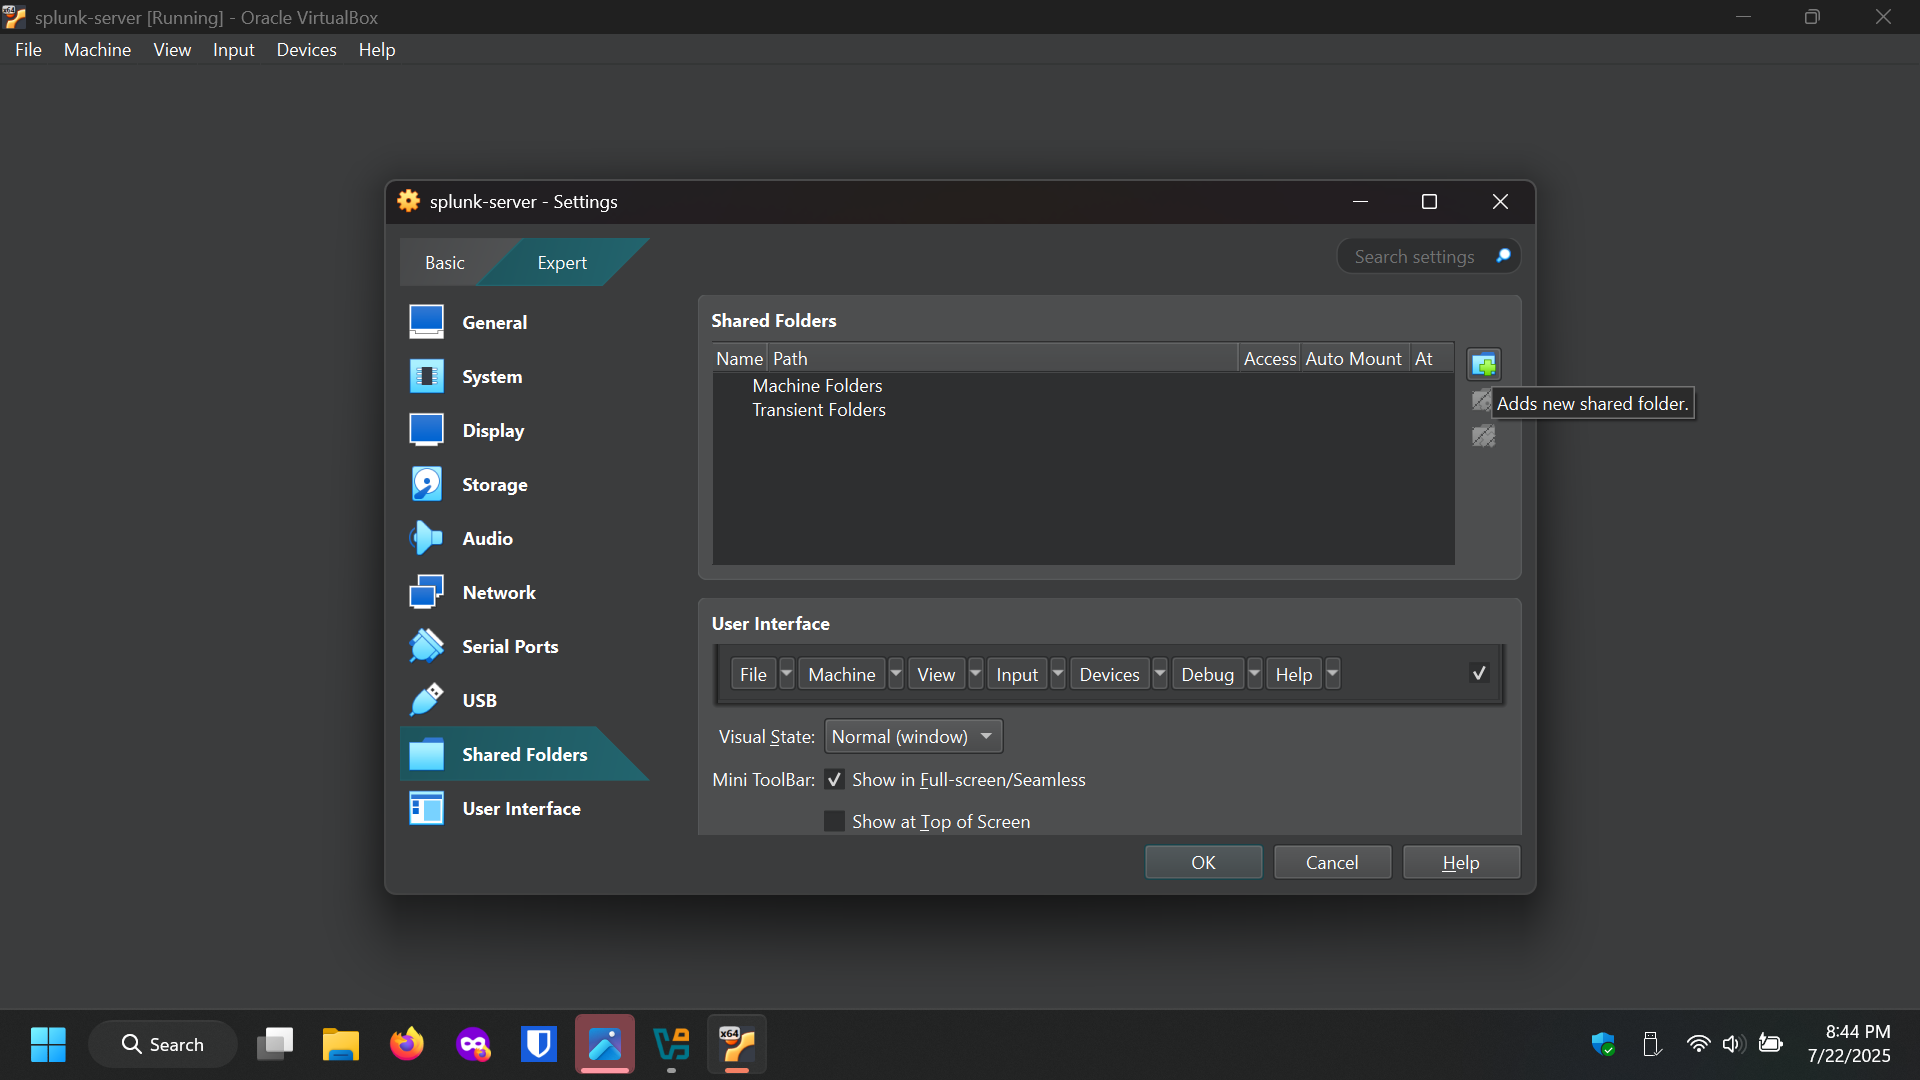 splunk-server [Running] - Oracle VirtualBox
File Machine View Input Devices Help
splunk-server - Settings
Basic Expert
Search settings
General
System
Display
Storage
Audio
Network
Serial Ports
USB
Shared Folders
User Interface
Shared Folders
Name Path Access Auto Mount At
Machine Folders
Transient Folders
Adds new shared folder.
User Interface
File Machine View Input Devices Debug Help
Visual State: Normal (window)
Mini ToolBar: Show in Full-screen/Seamless
Show at Top of Screen
OK Cancel Help
Search
x64
8:44 PM
7/22/2025